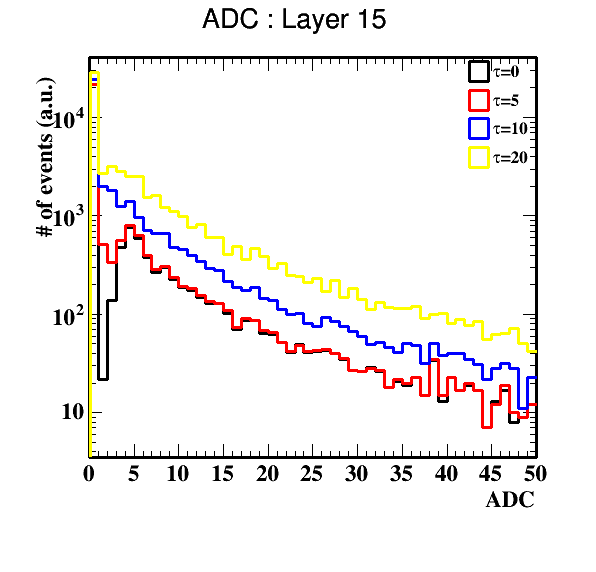 ADC : Layer 15
# of events (a.u.)
10⁴
10³
10²
10
τ=0
τ=5
τ=10
τ=20
0 5 10 15 20 25 30 35 40 45 50
ADC